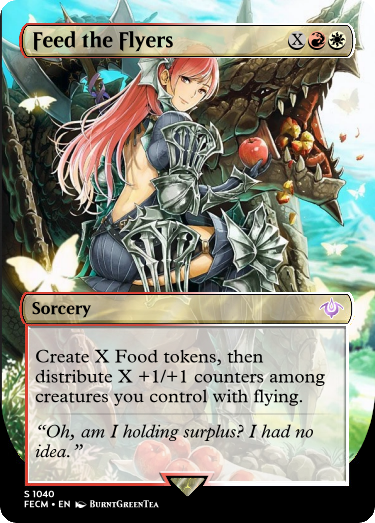 Feed the Flyers X
Sorcery
Create X Food tokens, then
distribute X +1/+1 counters among
creatures you control with flying.
“Oh, am I holding surplus? I had no
idea.”
S 1040
FECM • EN BurntGreenTea